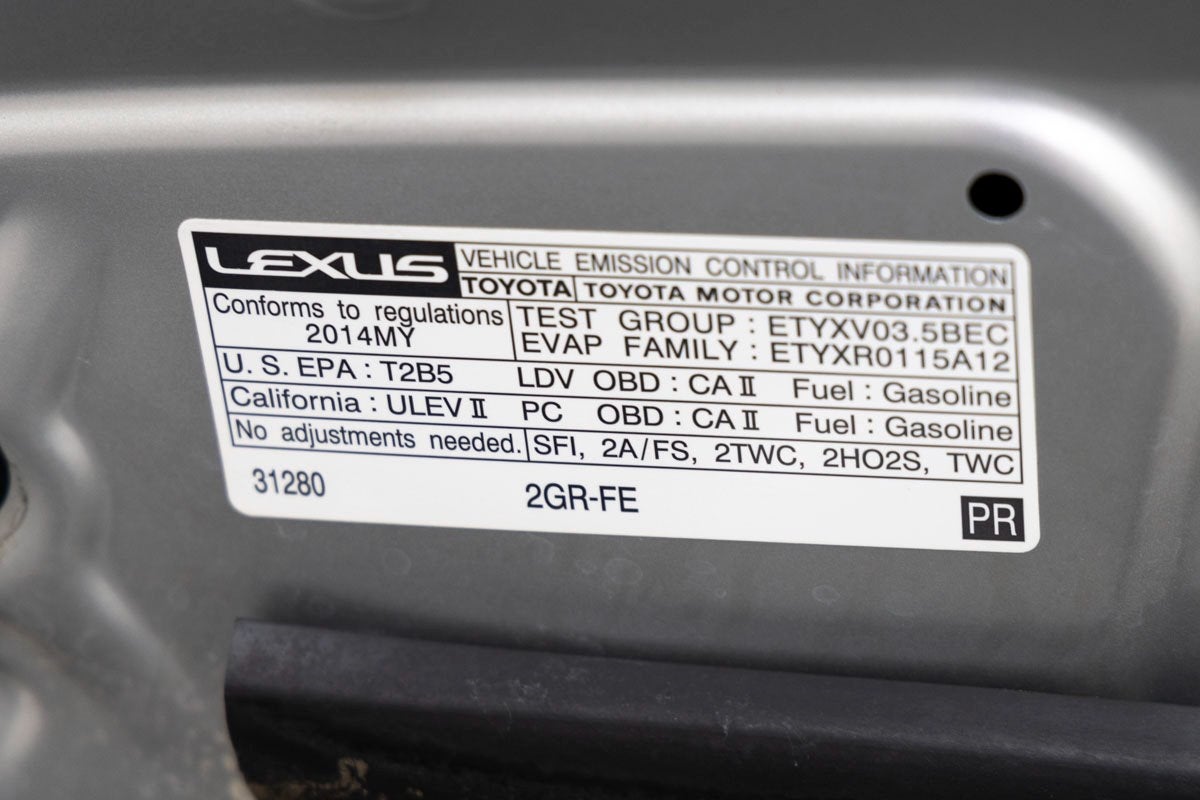 LEXUS VEHICLE EMISSION CONTROL INFORMATION
TOYOTA TOYOTA MOTOR CORPORATION
Conforms to regulations
2014MY
TEST GROUP : ETYXV03.5BEC
EVAP FAMILY : ETYXR0115A12
U. S. EPA : T2B5 LDV OBD : CA II Fuel : Gasoline
California : ULEV II PC OBD : CA II Fuel : Gasoline
No adjustments needed. SFI, 2A/FS, 2TWC, 2HO2S, TWC
31280 2GR-FE PR